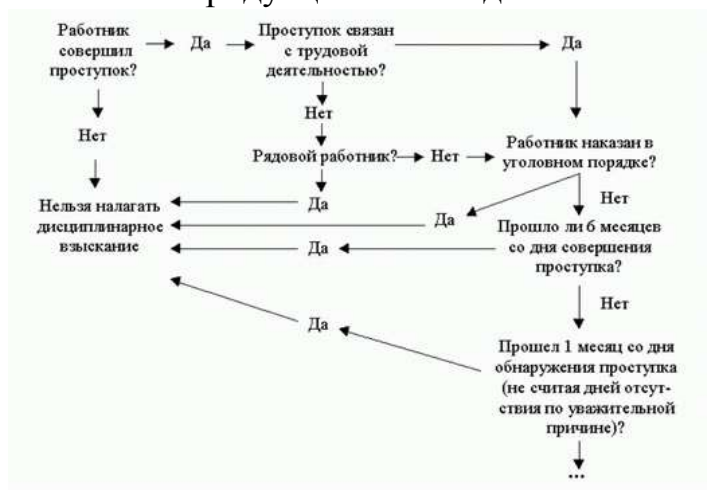 Работник
совершил
проступок?
Да
Проступок связан
с трудовой
деятельностью?
Да
Нет
Нет
Рядовой работник?
Нет
Работник наказан в
уголовном порядке?
Да
Нет
Нельзя налагать
дисциплинарное
взыскание
Да
Прошло ли 6 месяцев
со дня совершения
проступка?
Да
Нет
Да
Прошел 1 месяц со дня
обнаружения проступка
(не считая дней отсут-
ствия по уважительной
причине)?
...